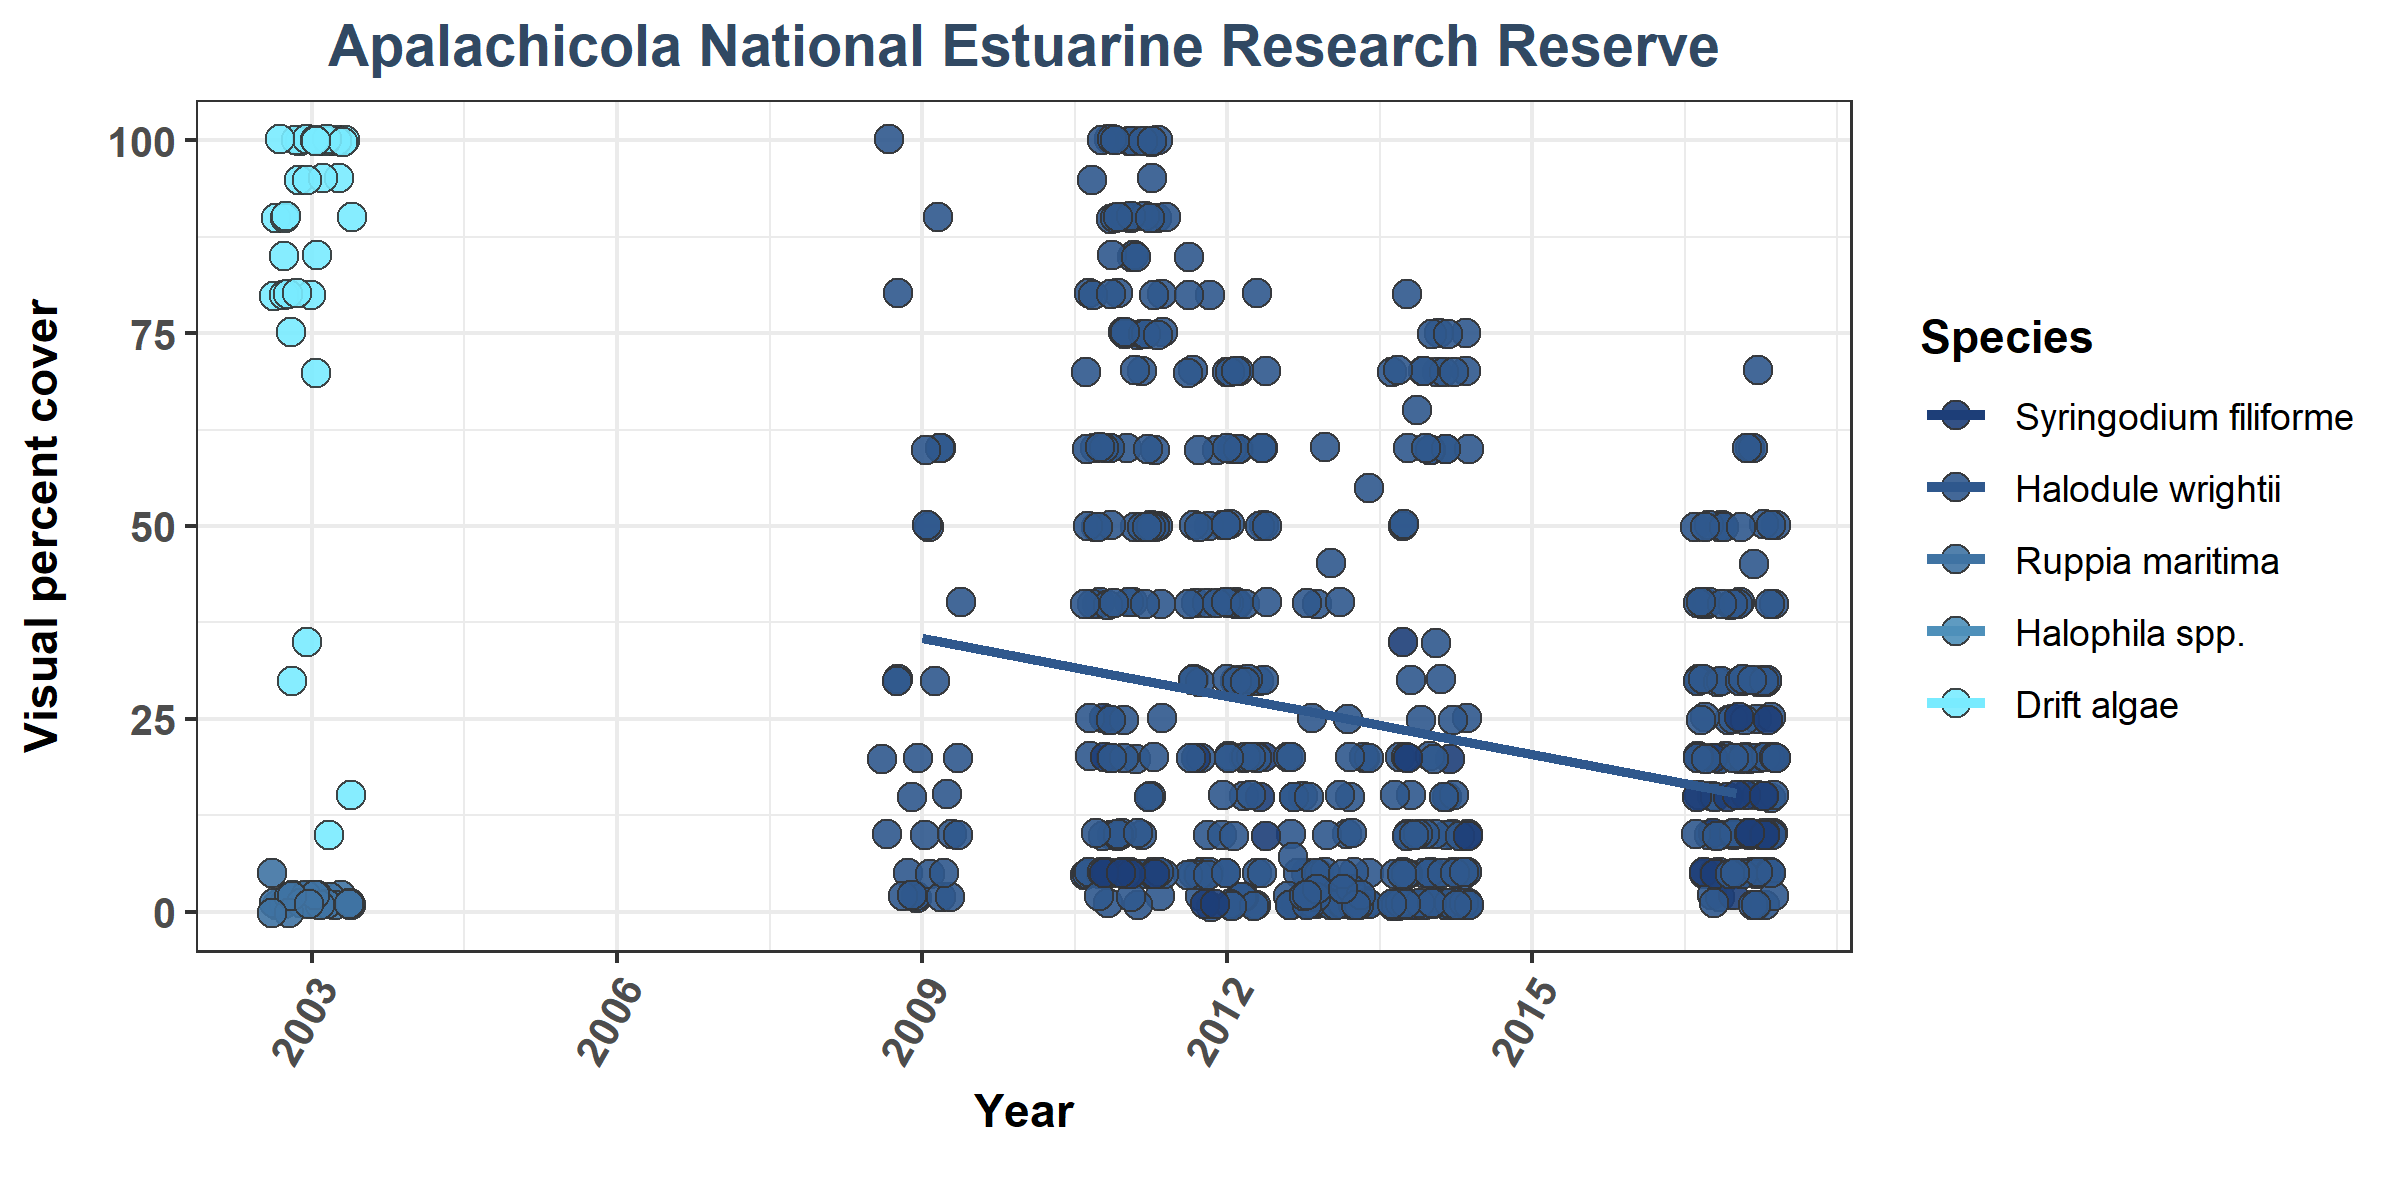 Apalachicola National Estuarine Research Reserve
Visual percent cover
100
75
50
25
0
2003
2006
2009
2012
2015
Year
Species
Syringodium filiforme
Halodule wrightii
Ruppia maritima
Halophila spp.
Drift algae